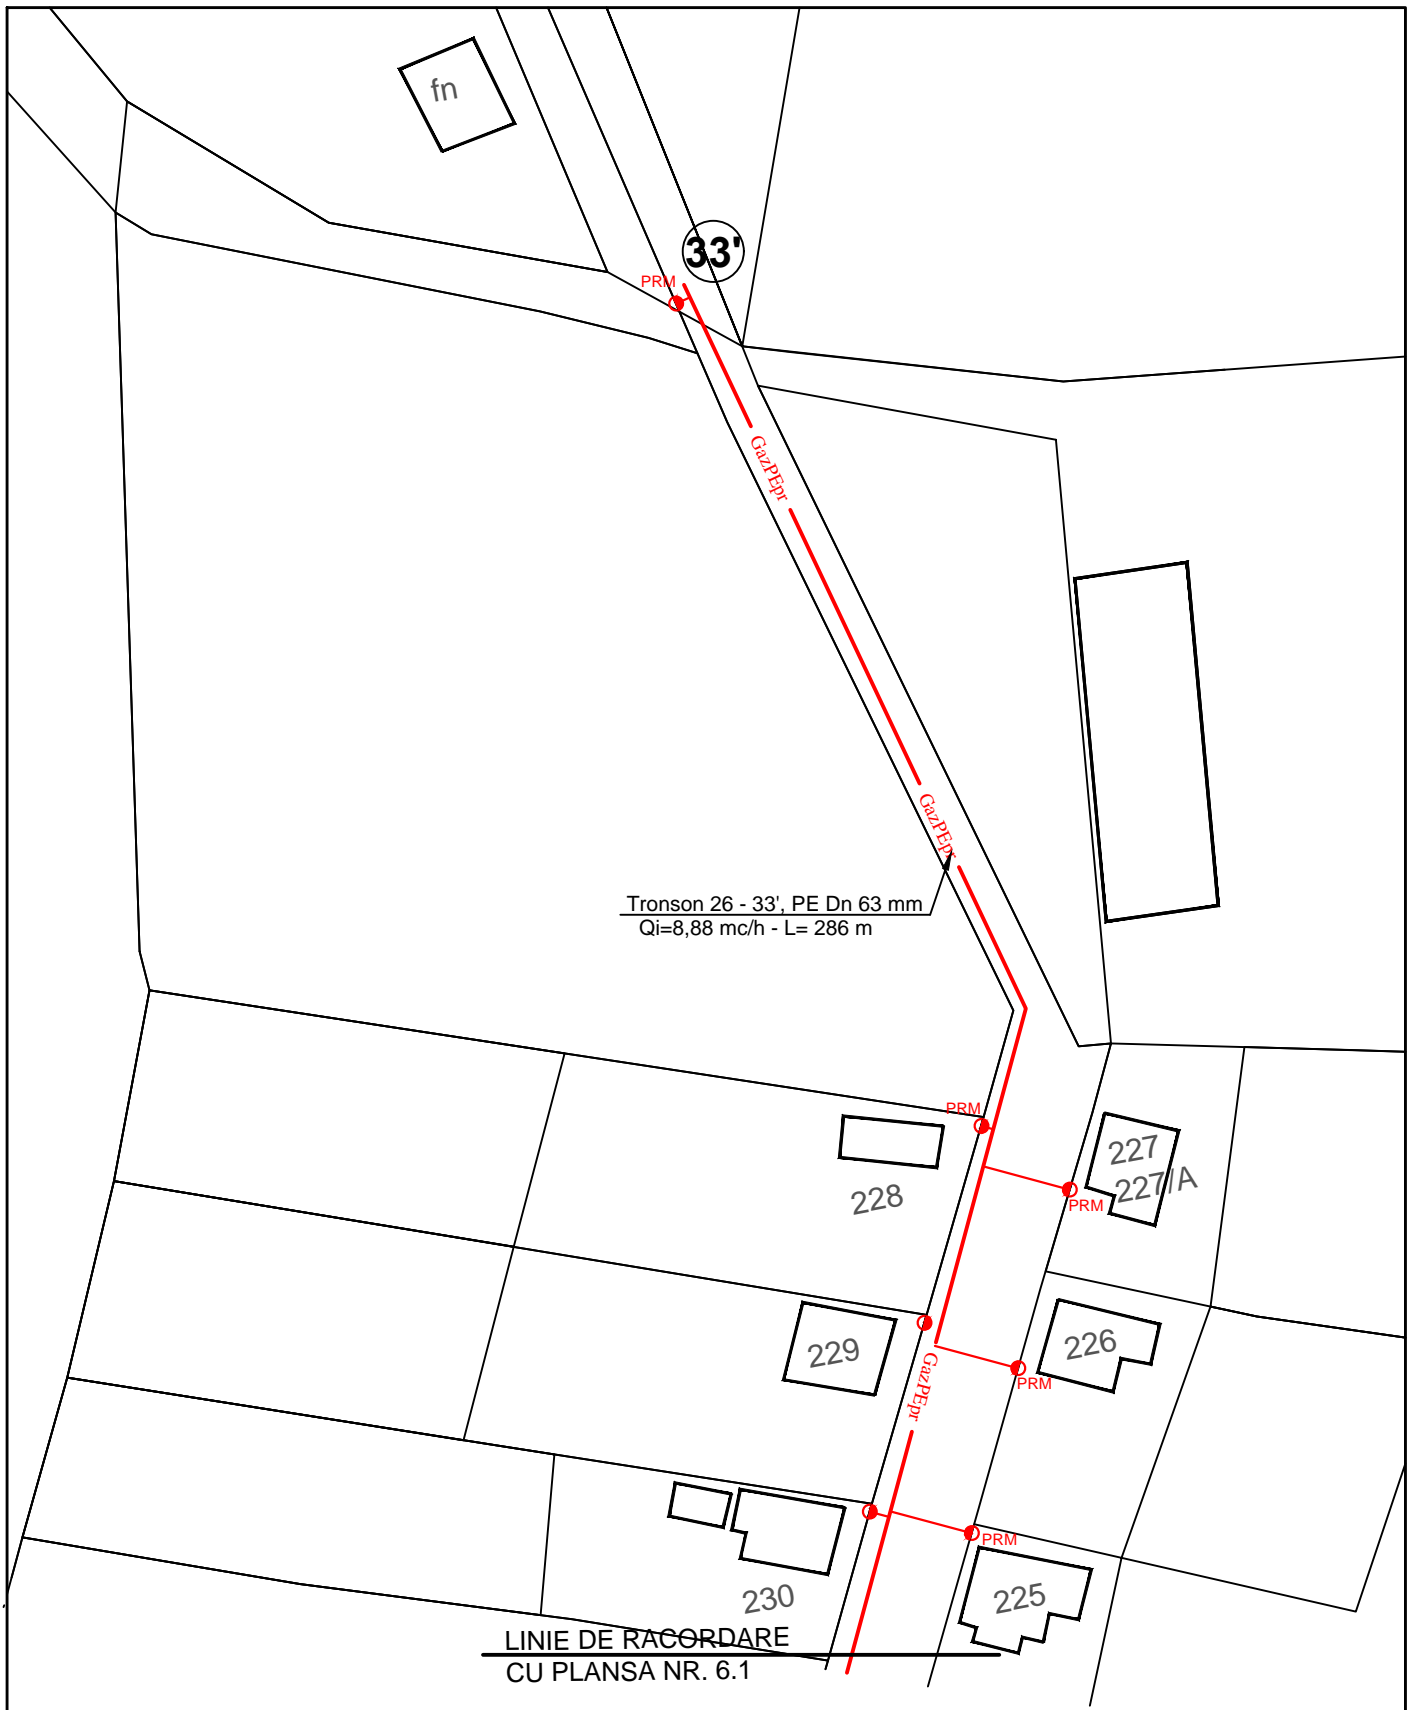 fn
33'
PRM
GazPEpr
GazPEpr
Tronson 26 - 33', PE Dn 63 mm
Qi=8,88 mc/h - L= 286 m
PRM
227
227/A
228
PRM
229
226
GazPEpr
PRM
PRM
230
225
LINIE DE RACORDARE
CU PLANSA NR. 6.1